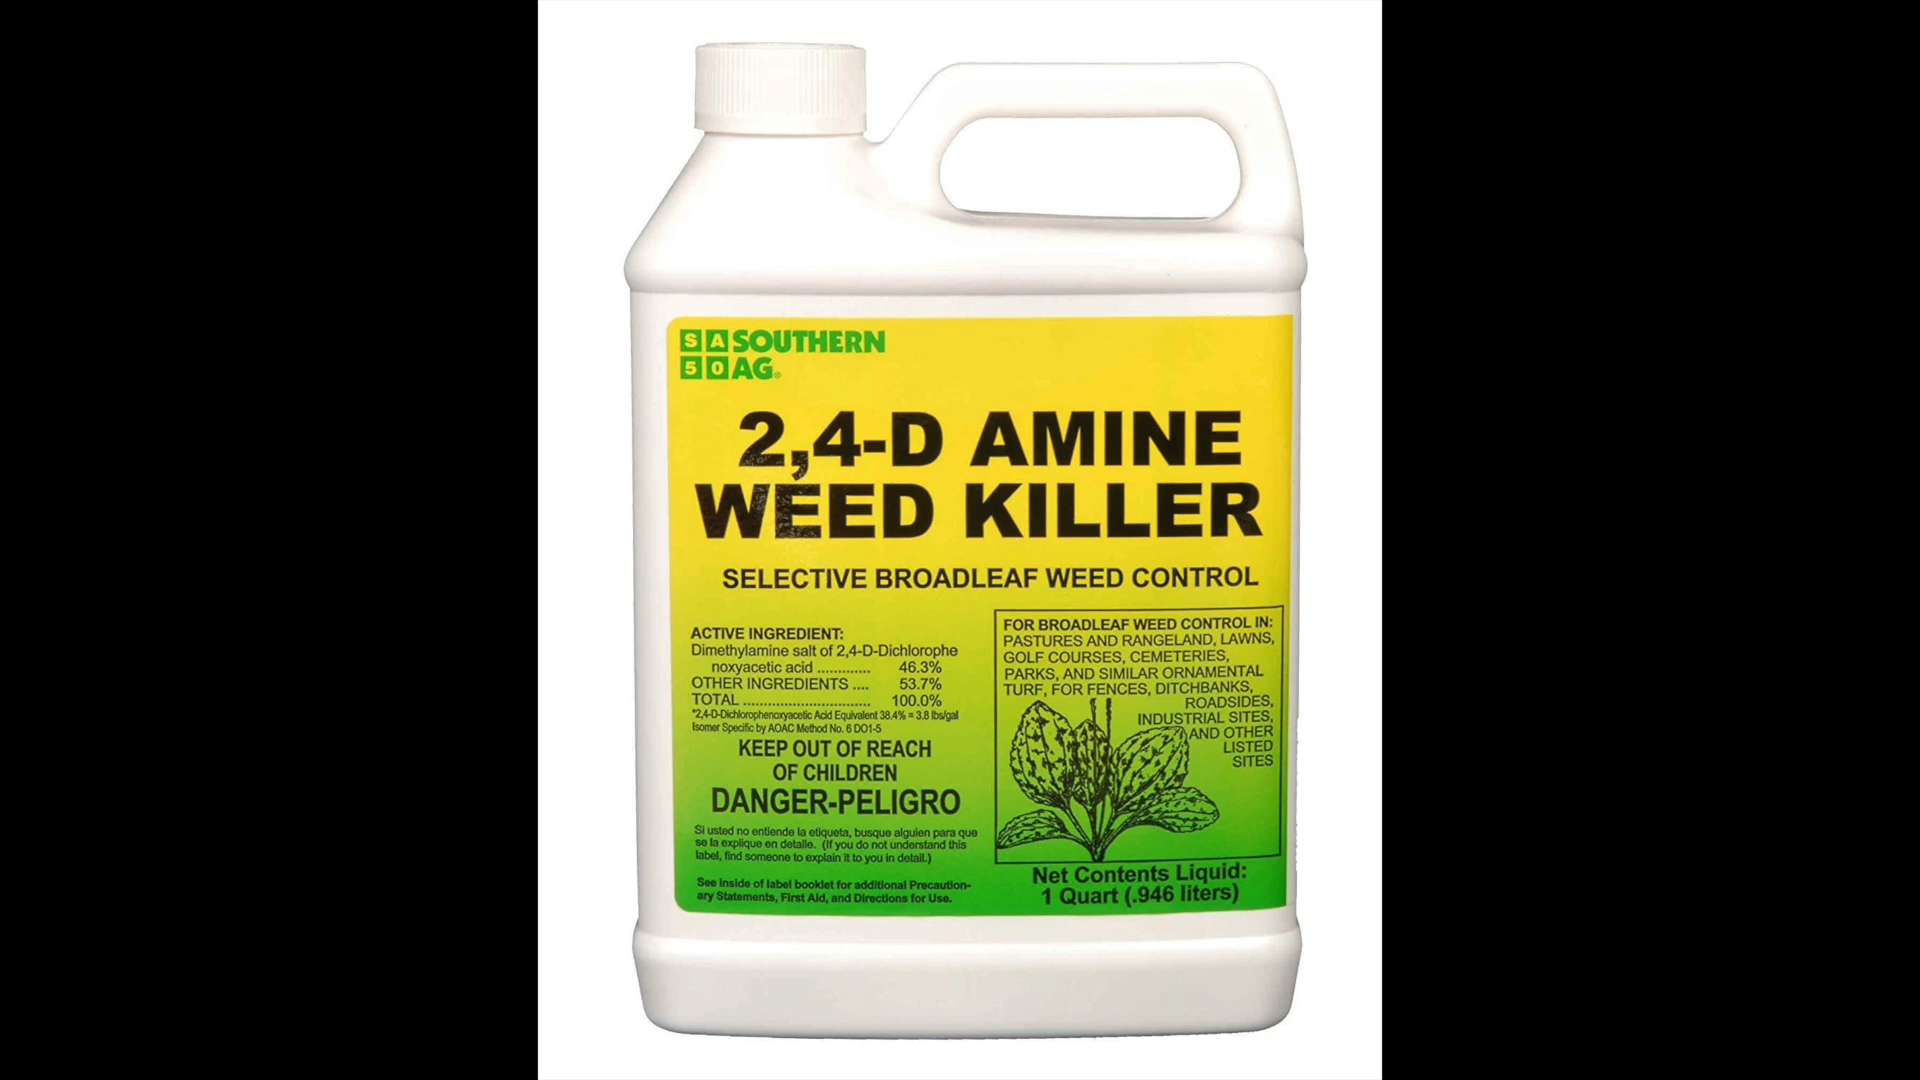 SA SOUTHERN
50 AG®
2,4-D AMINE
WEED KILLER
SELECTIVE BROADLEAF WEED CONTROL
ACTIVE INGREDIENT:
Dimethylamine salt of 2,4-D-Dichlorophe
noxyacetic acid ............. 46.3%
OTHER INGREDIENTS .... 53.7%
TOTAL ............................... 100.0%
*2,4-D-Dichlorophenoxyacetic Acid Equivalent 38.4% = 3.8 lbs/gal
Isomer Specific by AOAC Method No. 6 DO1-5
KEEP OUT OF REACH
OF CHILDREN
DANGER-PELIGRO
Si usted no entiende la etiqueta, busque alguien para que
se la explique en detalle. (If you do not understand this
label, find someone to explain it to you in detail.)
See Inside of label booklet for additional Precaution-
ary Statements, First Aid, and Directions for Use.
FOR BROADLEAF WEED CONTROL IN:
PASTURES AND RANGELAND, LAWNS,
GOLF COURSES, CEMETERIES,
PARKS, AND SIMILAR ORNAMENTAL
TURF, FOR FENCES, DITCHBANKS,
ROADSIDES,
INDUSTRIAL SITES,
AND OTHER
LISTED
SITES
Net Contents Liquid:
1 Quart (.946 liters)